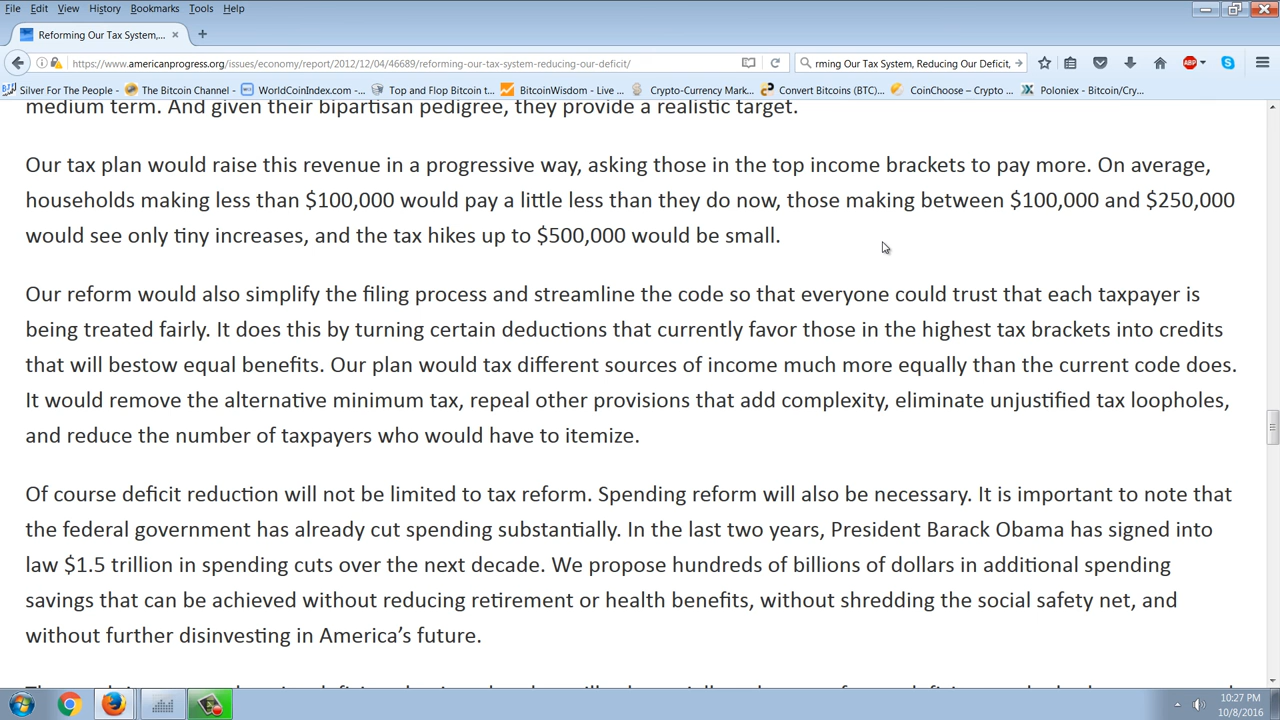 File Edit View History Bookmarks Tools Help
Reforming Our Tax System,... × +
https://www.americanprogress.org/issues/economy/report/2012/12/04/46689/reforming-our-tax-system-reducing-our-deficit/ rming Our Tax System, Reducing Our Deficit, ABP
Silver For The People ... The Bitcoin Channel - ... WorldCoinIndex.com - ... Top and Flop Bitcoin t... BitcoinWisdom - Live ... Crypto-Currency Mark... Convert Bitcoins (BTC)... CoinChoose – Crypto ... Poloniex - Bitcoin/Cry...
medium term. And given their bipartisan pedigree, they provide a realistic target.
Our tax plan would raise this revenue in a progressive way, asking those in the top income brackets to pay more. On average,
households making less than $100,000 would pay a little less than they do now, those making between $100,000 and $250,000
would see only tiny increases, and the tax hikes up to $500,000 would be small.
Our reform would also simplify the filing process and streamline the code so that everyone could trust that each taxpayer is
being treated fairly. It does this by turning certain deductions that currently favor those in the highest tax brackets into credits
that will bestow equal benefits. Our plan would tax different sources of income much more equally than the current code does.
It would remove the alternative minimum tax, repeal other provisions that add complexity, eliminate unjustified tax loopholes,
and reduce the number of taxpayers who would have to itemize.
Of course deficit reduction will not be limited to tax reform. Spending reform will also be necessary. It is important to note that
the federal government has already cut spending substantially. In the last two years, President Barack Obama has signed into
law $1.5 trillion in spending cuts over the next decade. We propose hundreds of billions of dollars in additional spending
savings that can be achieved without reducing retirement or health benefits, without shredding the social safety net, and
without further disinvesting in America's future.
10:27 PM
10/8/2016